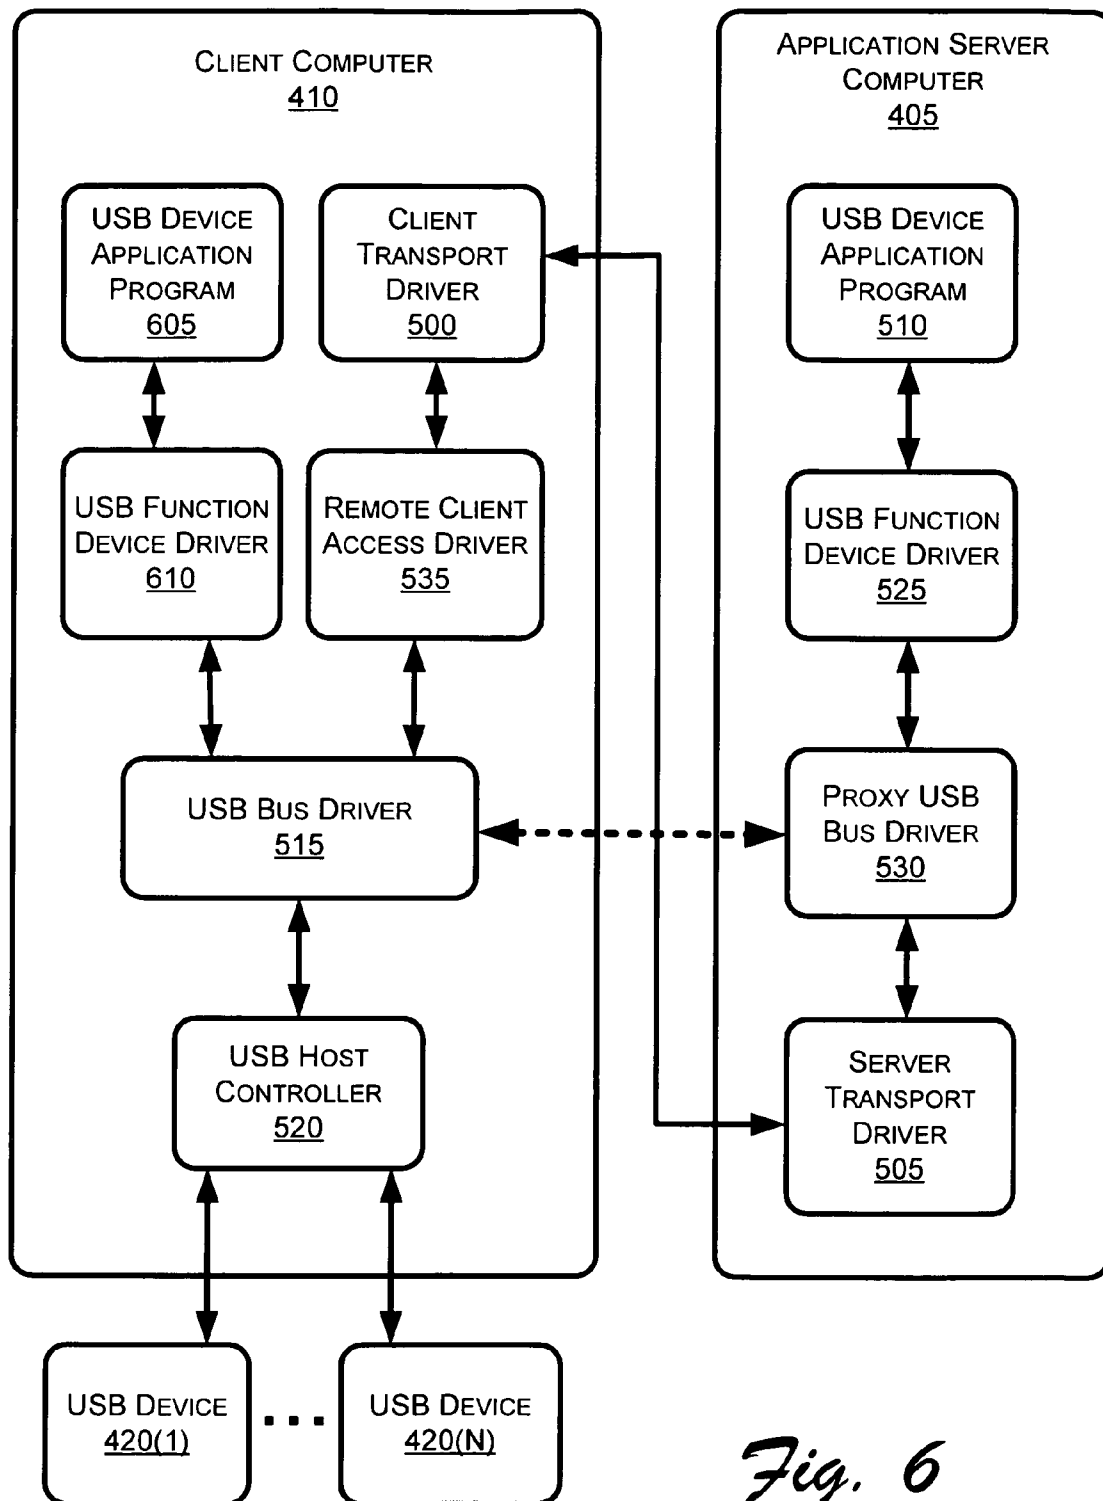 CLIENT COMPUTER
410
USB DEVICE
APPLICATION
PROGRAM
605
CLIENT
TRANSPORT
DRIVER
500
USB FUNCTION
DEVICE DRIVER
610
REMOTE CLIENT
ACCESS DRIVER
535
USB BUS DRIVER
515
USB HOST
CONTROLLER
520
USB DEVICE
420(1)
USB DEVICE
420(N)
APPLICATION SERVER
COMPUTER
405
USB DEVICE
APPLICATION
PROGRAM
510
USB FUNCTION
DEVICE DRIVER
525
PROXY USB
BUS DRIVER
530
SERVER
TRANSPORT
DRIVER
505
Fig. 6